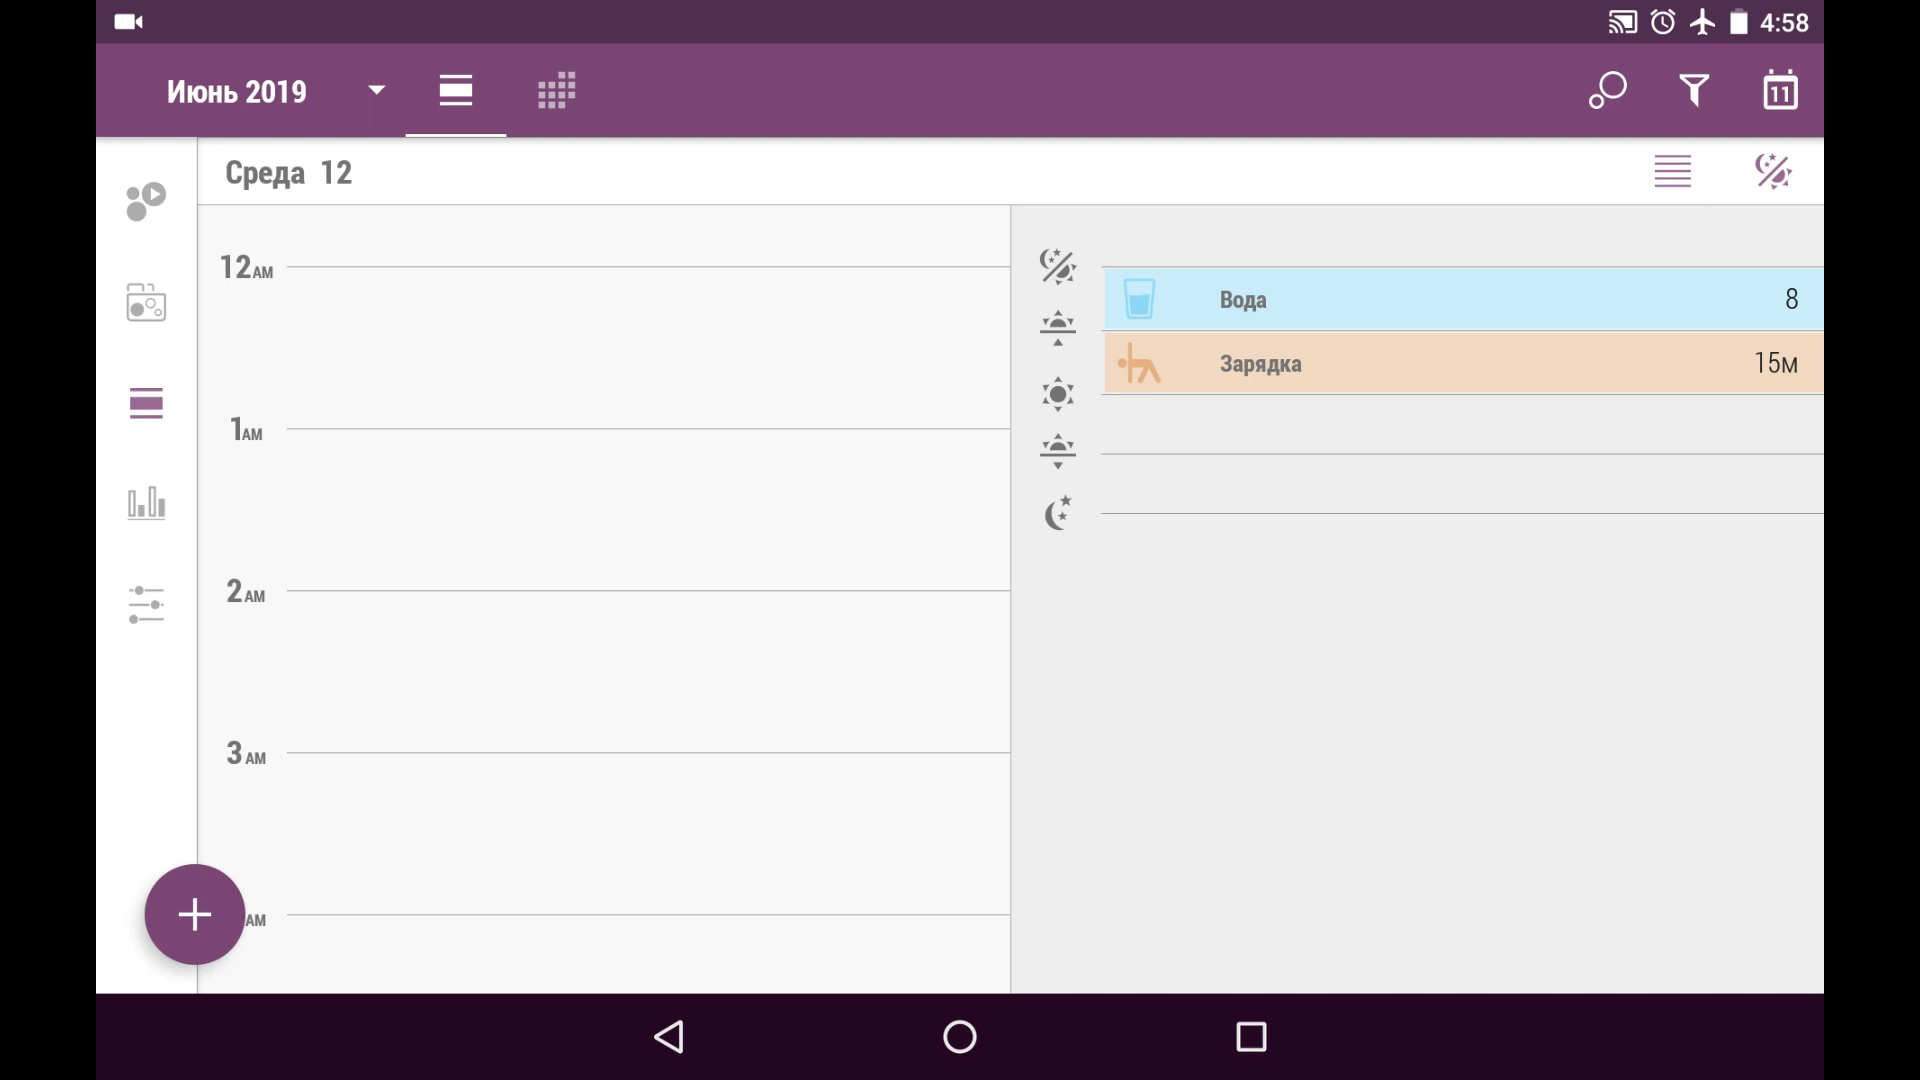 4:58
Июнь 2019
11
Среда 12
12AM
Вода 8
Зарядка 15м
1AM
2AM
3AM
AM